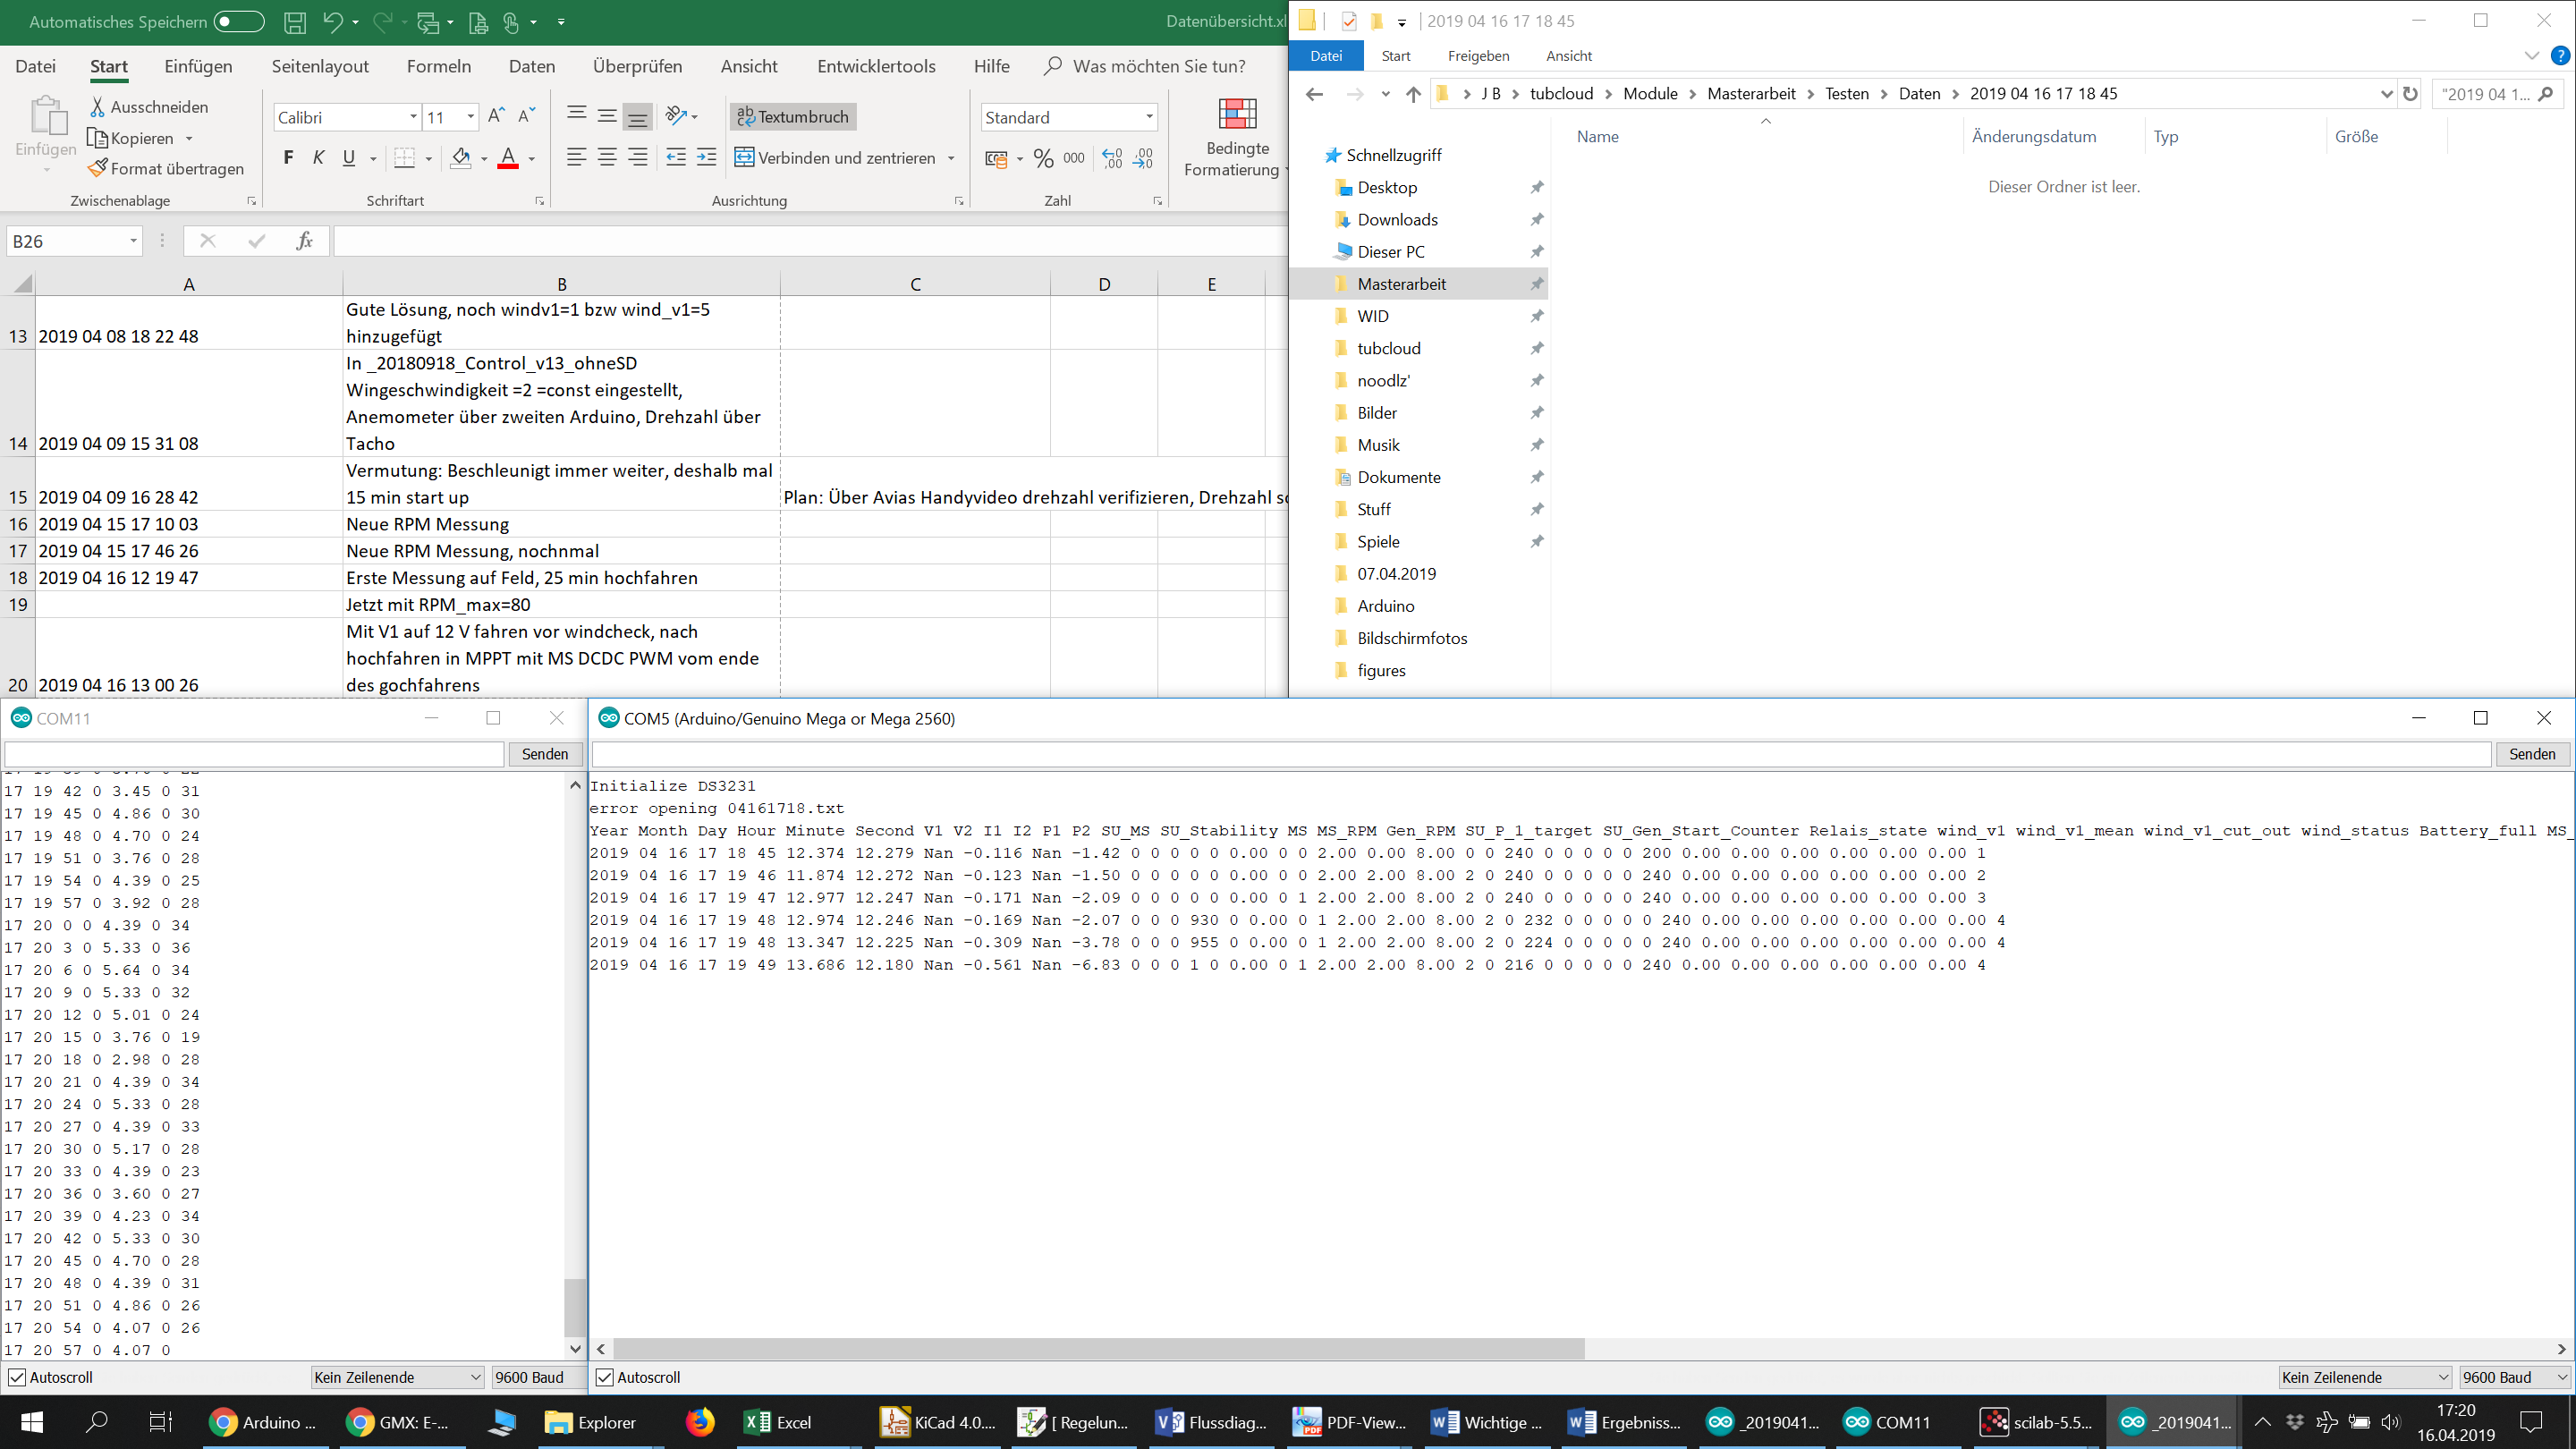 Automatisches Speichern
Datenübersicht.xl
Datei Start Einfügen Seitenlayout Formeln Daten Überprüfen Ansicht Entwicklertools Hilfe Was möchten Sie tun?
Einfügen
Ausschneiden
Kopieren
Format übertragen
Calibri 11
F K U
ab Textumbruch
Verbinden und zentrieren
Standard
% 000
Bedingte
Formatierung
Zwischenablage Schriftart Ausrichtung Zahl
B26 fx
A B C D E
13 2019 04 08 18 22 48 Gute Lösung, noch windv1=1 bzw wind_v1=5
hinzugefügt
In _20180918_Control_v13_ohneSD
Wingeschwindigkeit =2 =const eingestellt,
Anemometer über zweiten Arduino, Drehzahl über
14 2019 04 09 15 31 08 Tacho
Vermutung: Beschleunigt immer weiter, deshalb mal
15 2019 04 09 16 28 42 15 min start up Plan: Über Avias Handyvideo drehzahl verifizieren, Drehzahl
16 2019 04 15 17 10 03 Neue RPM Messung
17 2019 04 15 17 46 26 Neue RPM Messung, nochnmal
18 2019 04 16 12 19 47 Erste Messung auf Feld, 25 min hochfahren
19 Jetzt mit RPM_max=80
Mit V1 auf 12 V fahren vor windcheck, nach
hochfahren in MPPT mit MS DCDC PWM vom ende
20 2019 04 16 13 00 26 des gochfahrens
2019 04 16 17 18 45
Datei Start Freigeben Ansicht
J B tubcloud Module Masterarbeit Testen Daten 2019 04 16 17 18 45
"2019 04 1...
Name Änderungsdatum Typ Größe
Dieser Ordner ist leer.
Schnellzugriff
Desktop
Downloads
Dieser PC
Masterarbeit
WID
tubcloud
noodlz'
Bilder
Musik
Dokumente
Stuff
Spiele
07.04.2019
Arduino
Bildschirmfotos
figures
COM11
Senden
17 19 42 0 3.45 0 31
17 19 45 0 4.86 0 30
17 19 48 0 4.70 0 24
17 19 51 0 3.76 0 28
17 19 54 0 4.39 0 25
17 19 57 0 3.92 0 28
17 20 0 0 4.39 0 34
17 20 3 0 5.33 0 36
17 20 6 0 5.64 0 34
17 20 9 0 5.33 0 32
17 20 12 0 5.01 0 24
17 20 15 0 3.76 0 19
17 20 18 0 2.98 0 28
17 20 21 0 4.39 0 34
17 20 24 0 5.33 0 28
17 20 27 0 4.39 0 33
17 20 30 0 5.17 0 28
17 20 33 0 4.39 0 23
17 20 36 0 3.60 0 27
17 20 39 0 4.23 0 34
17 20 42 0 5.33 0 30
17 20 45 0 4.70 0 28
17 20 48 0 4.39 0 31
17 20 51 0 4.86 0 26
17 20 54 0 4.07 0 26
17 20 57 0 4.07 0
Autoscroll Kein Zeilenende 9600 Baud
COM5 (Arduino/Genuino Mega or Mega 2560)
Senden
Initialize DS3231
error opening 04161718.txt
Year Month Day Hour Minute Second V1 V2 I1 I2 P1 P2 SU_MS SU_Stability MS MS_RPM Gen_RPM SU_P_1_target SU_Gen_Start_Counter Relais_state wind_v1 wind_v1_mean wind_v1_cut_out wind_status Battery_full MS_
2019 04 16 17 18 45 12.374 12.279 Nan -0.116 Nan -1.42 0 0 0 0 0 0.00 0 0 2.00 0.00 8.00 0 0 240 0 0 0 0 0 200 0.00 0.00 0.00 0.00 0.00 0.00 1
2019 04 16 17 19 46 11.874 12.272 Nan -0.123 Nan -1.50 0 0 0 0 0 0.00 0 0 2.00 2.00 8.00 2 0 240 0 0 0 0 0 240 0.00 0.00 0.00 0.00 0.00 0.00 2
2019 04 16 17 19 47 12.977 12.247 Nan -0.171 Nan -2.09 0 0 0 0 0 0.00 0 1 2.00 2.00 8.00 2 0 240 0 0 0 0 0 240 0.00 0.00 0.00 0.00 0.00 0.00 3
2019 04 16 17 19 48 12.974 12.246 Nan -0.169 Nan -2.07 0 0 0 930 0 0.00 0 1 2.00 2.00 8.00 2 0 232 0 0 0 0 0 240 0.00 0.00 0.00 0.00 0.00 0.00 4
2019 04 16 17 19 48 13.347 12.225 Nan -0.309 Nan -3.78 0 0 0 955 0 0.00 0 1 2.00 2.00 8.00 2 0 224 0 0 0 0 0 240 0.00 0.00 0.00 0.00 0.00 0.00 4
2019 04 16 17 19 49 13.686 12.180 Nan -0.561 Nan -6.83 0 0 0 1 0 0.00 0 1 2.00 2.00 8.00 2 0 216 0 0 0 0 0 240 0.00 0.00 0.00 0.00 0.00 0.00 4
Autoscroll Kein Zeilenende 9600 Baud
Arduino ... GMX: E-... Explorer Excel KiCad 4.0.... [ Regelun... Flussdiag... PDF-View... Wichtige ... Ergebniss... _2019041... COM11 scilab-5.5... _2019041...
17:20
16.04.2019